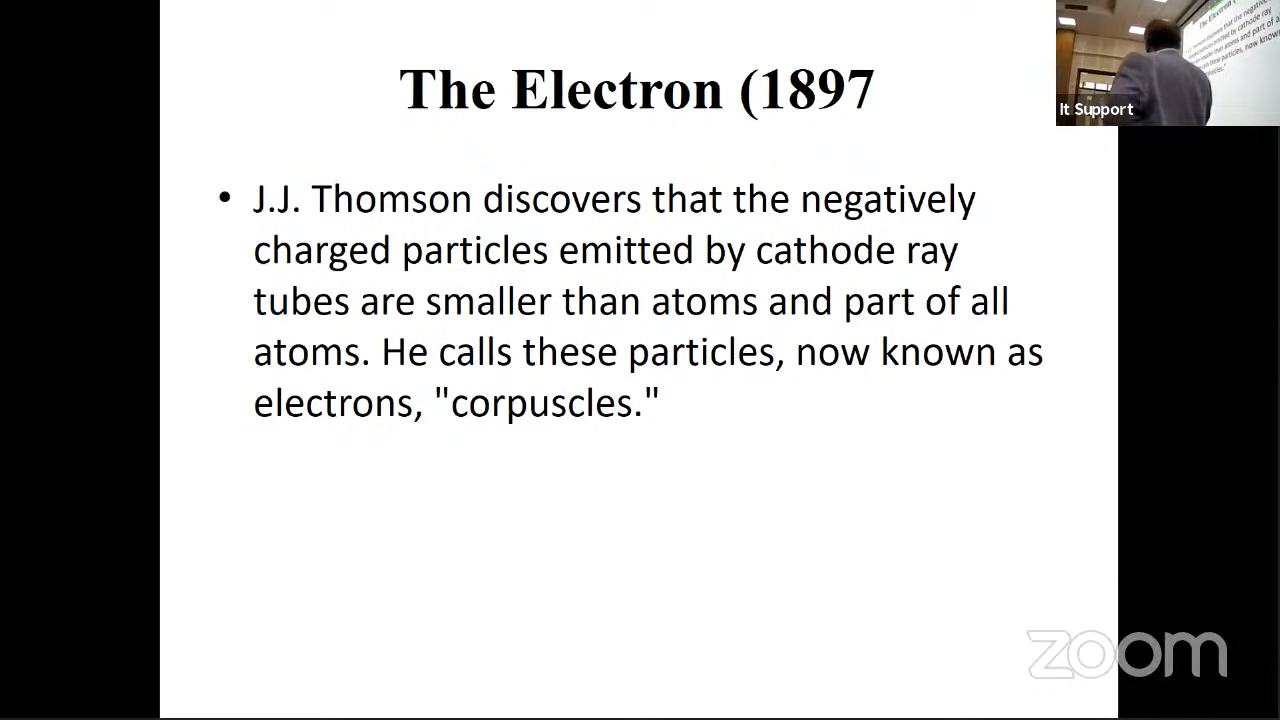 The Electron (1897
• J.J. Thomson discovers that the negatively
charged particles emitted by cathode ray
tubes are smaller than atoms and part of all
atoms. He calls these particles, now known as
electrons, "corpuscles."
It Support
zoom